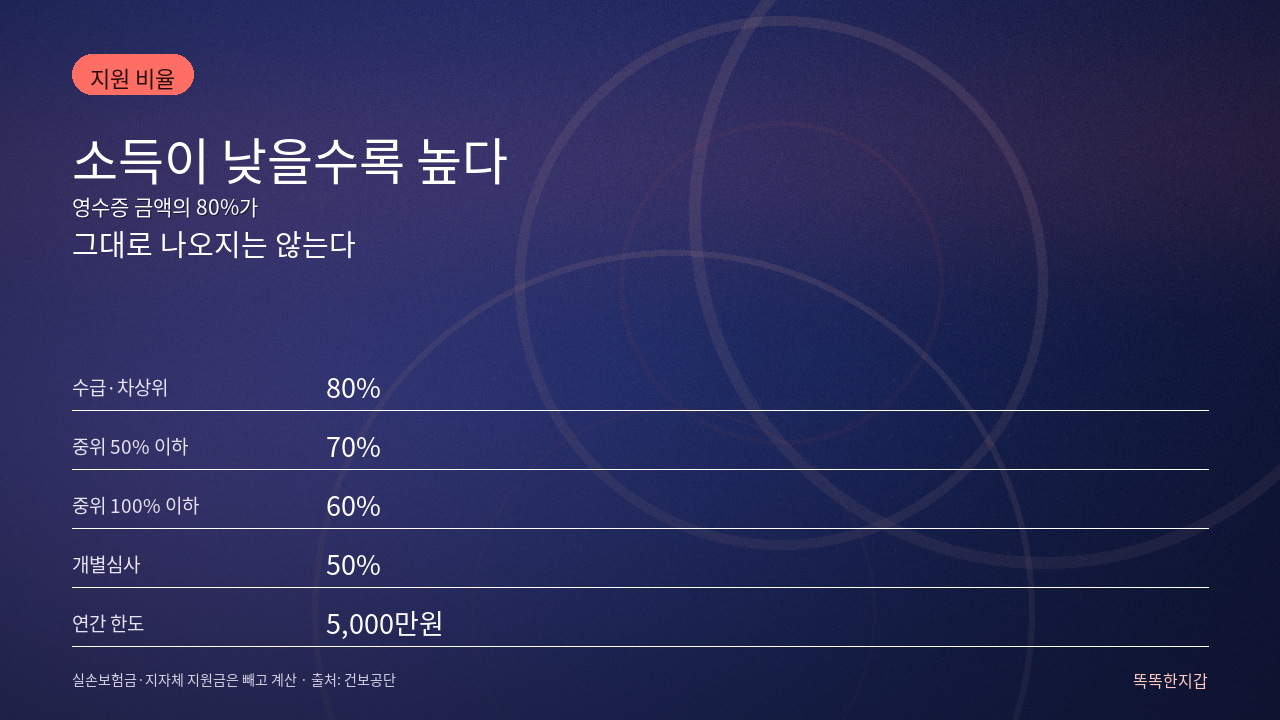 지원 비율
소득이 낮을수록 높다
영수증 금액의 80%가
그대로 나오지는 않는다
수급·차상위 80%
중위 50% 이하 70%
중위 100% 이하 60%
개별심사 50%
연간 한도 5,000만원
실손보험금·지자체 지원금은 빼고 계산 · 출처: 건보공단
똑똑한지갑